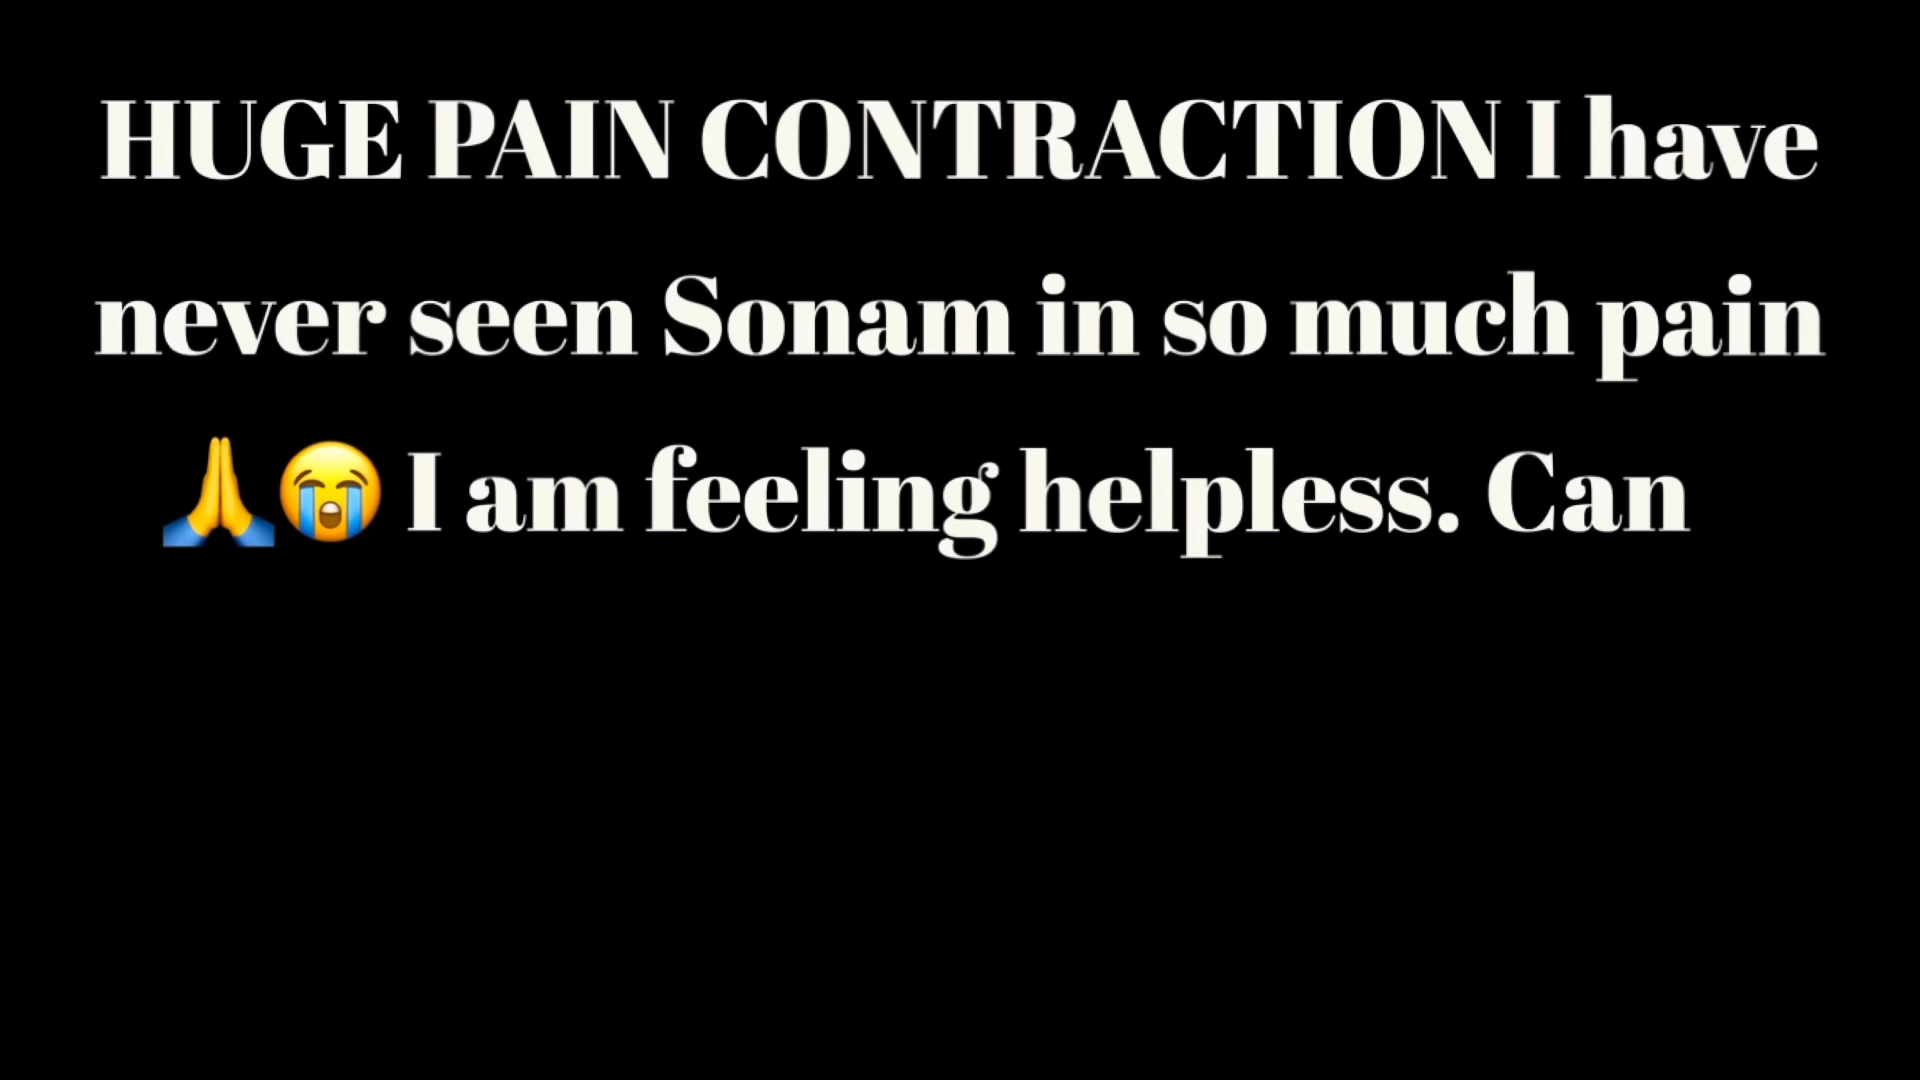 HUGE PAIN CONTRACTION I have
never seen Sonam in so much pain
🙏😭 I am feeling helpless. Can